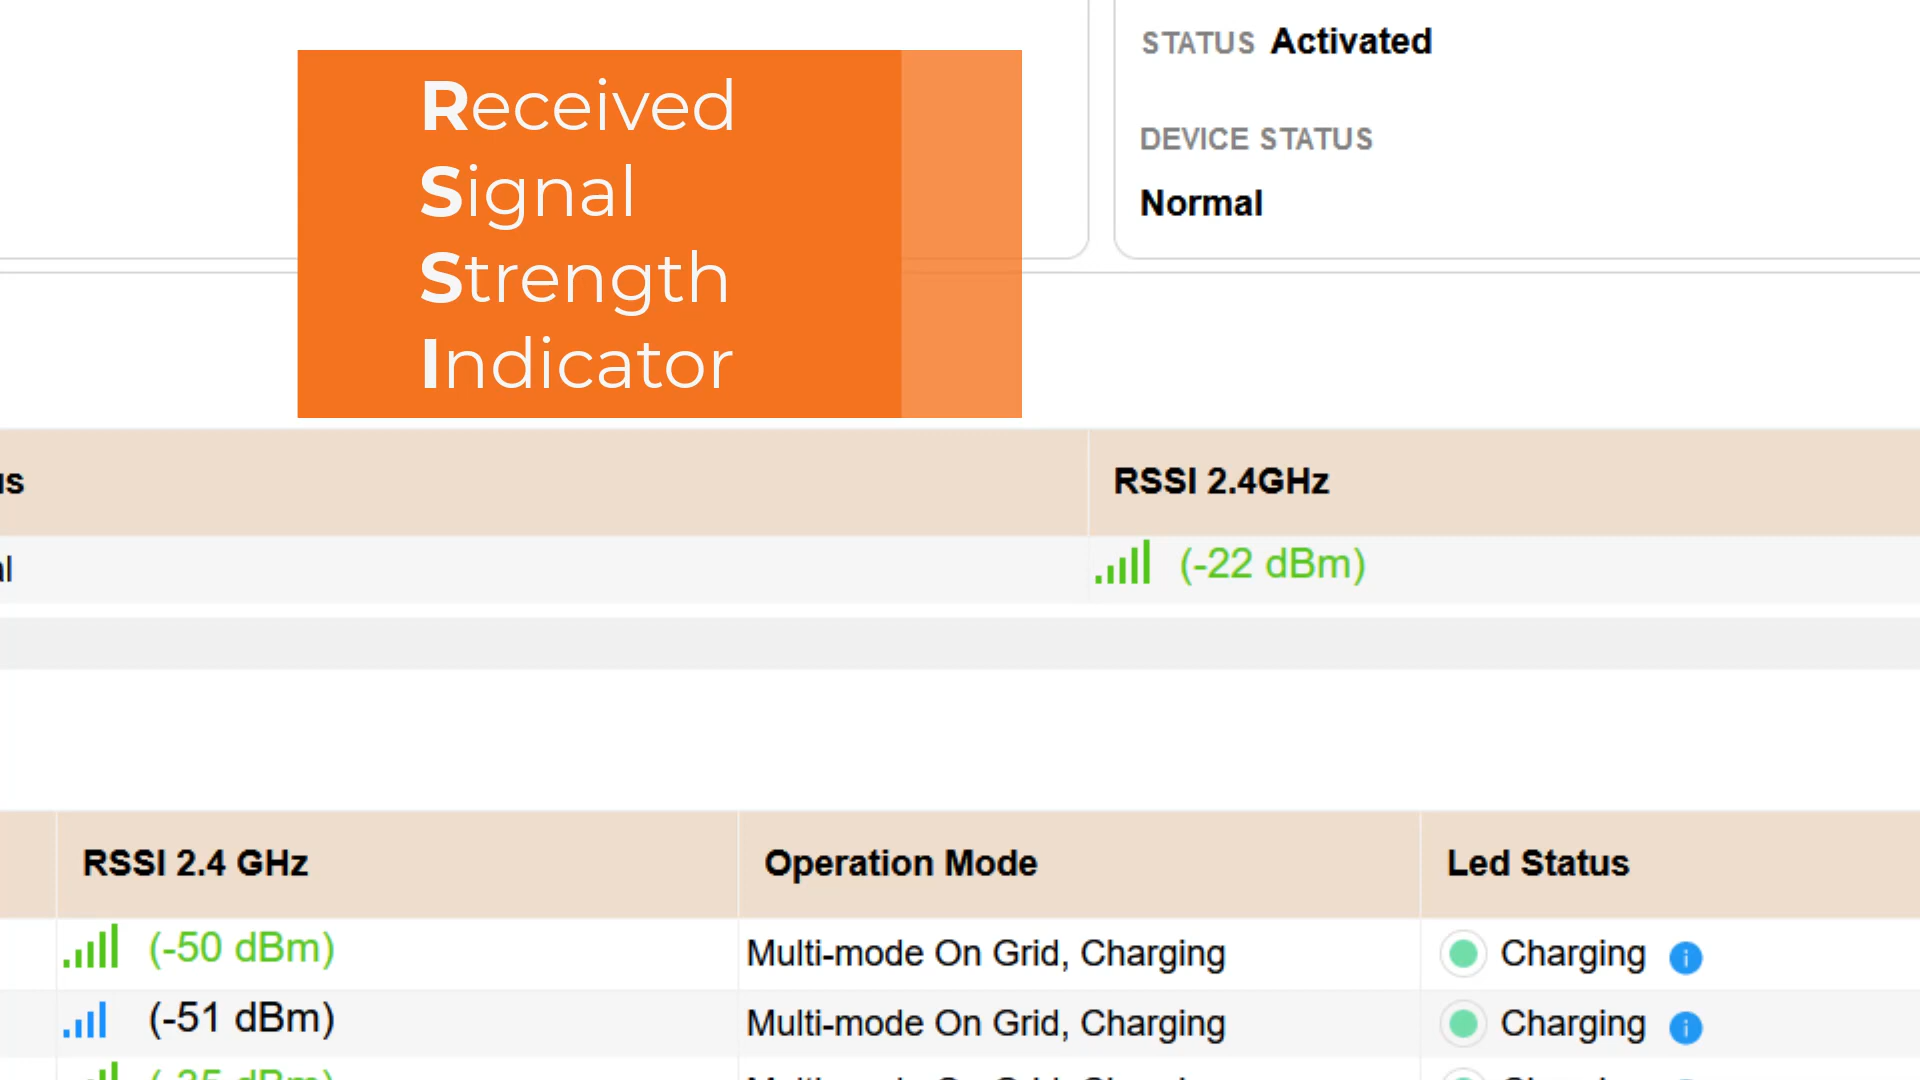 STATUS Activated
Received
Signal
Strength
Indicator
DEVICE STATUS
Normal
RSSI 2.4GHz
(-22 dBm)
RSSI 2.4 GHz Operation Mode Led Status
(-50 dBm) Multi-mode On Grid, Charging Charging
(-51 dBm) Multi-mode On Grid, Charging Charging